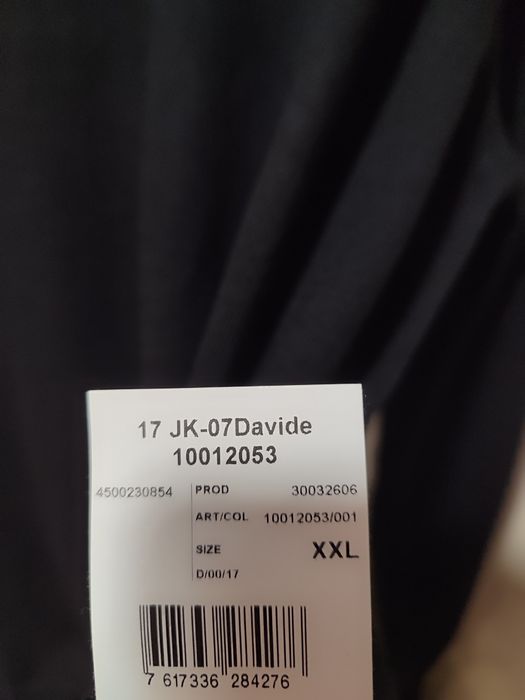 17 JK-07Davide
10012053
4500230854 PROD 30032606
ART/COL 10012053/001
SIZE XXL
D/00/17
7 617336 284276